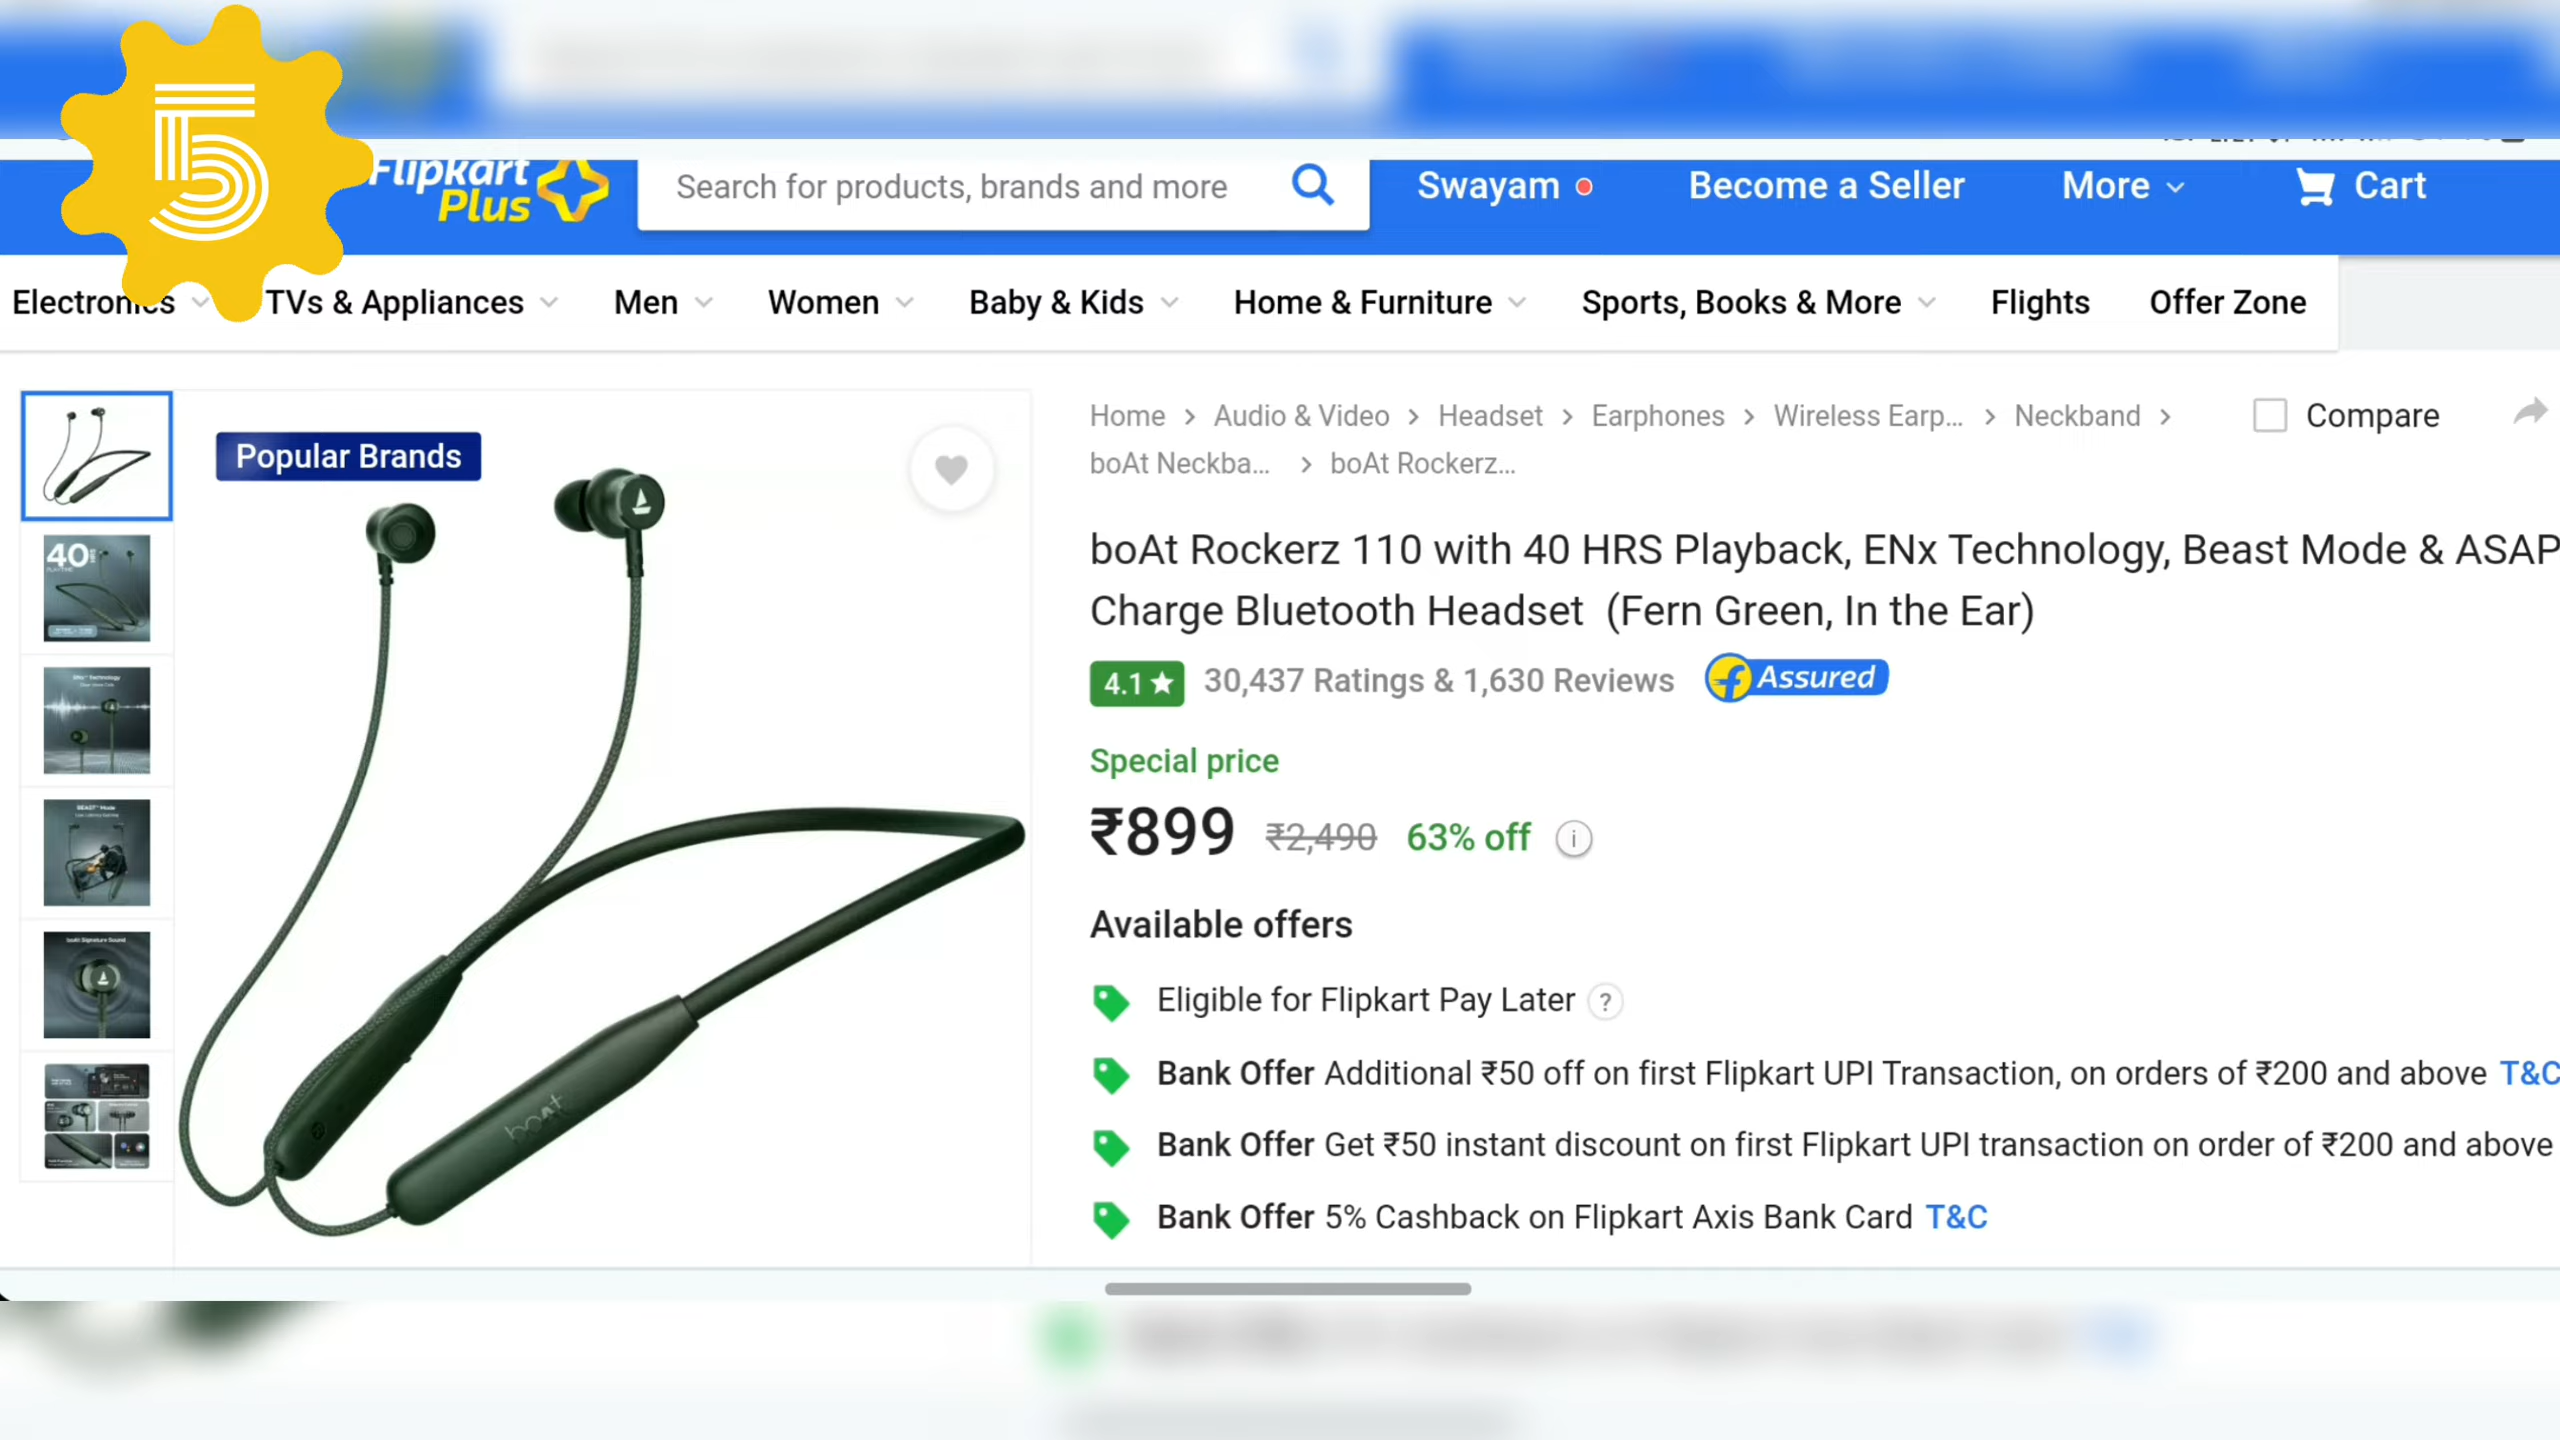 5
Flipkart
Plus
Search for products, brands and more
Swayam
Become a Seller
More
Cart
Electronics
TVs & Appliances
Men
Women
Baby & Kids
Home & Furniture
Sports, Books & More
Flights
Offer Zone
Popular Brands
40
boAt Signature Sound
boAt
Home > Audio & Video > Headset > Earphones > Wireless Earp... > Neckband >
boAt Neckba... > boAt Rockerz...
Compare
boAt Rockerz 110 with 40 HRS Playback, ENx Technology, Beast Mode & ASAP
Charge Bluetooth Headset (Fern Green, In the Ear)
4.1 ★ 30,437 Ratings & 1,630 Reviews
Assured
Special price
₹899 ₹2,490 63% off
Available offers
Eligible for Flipkart Pay Later ?
Bank Offer Additional ₹50 off on first Flipkart UPI Transaction, on orders of ₹200 and above T&C
Bank Offer Get ₹50 instant discount on first Flipkart UPI transaction on order of ₹200 and above
Bank Offer 5% Cashback on Flipkart Axis Bank Card T&C